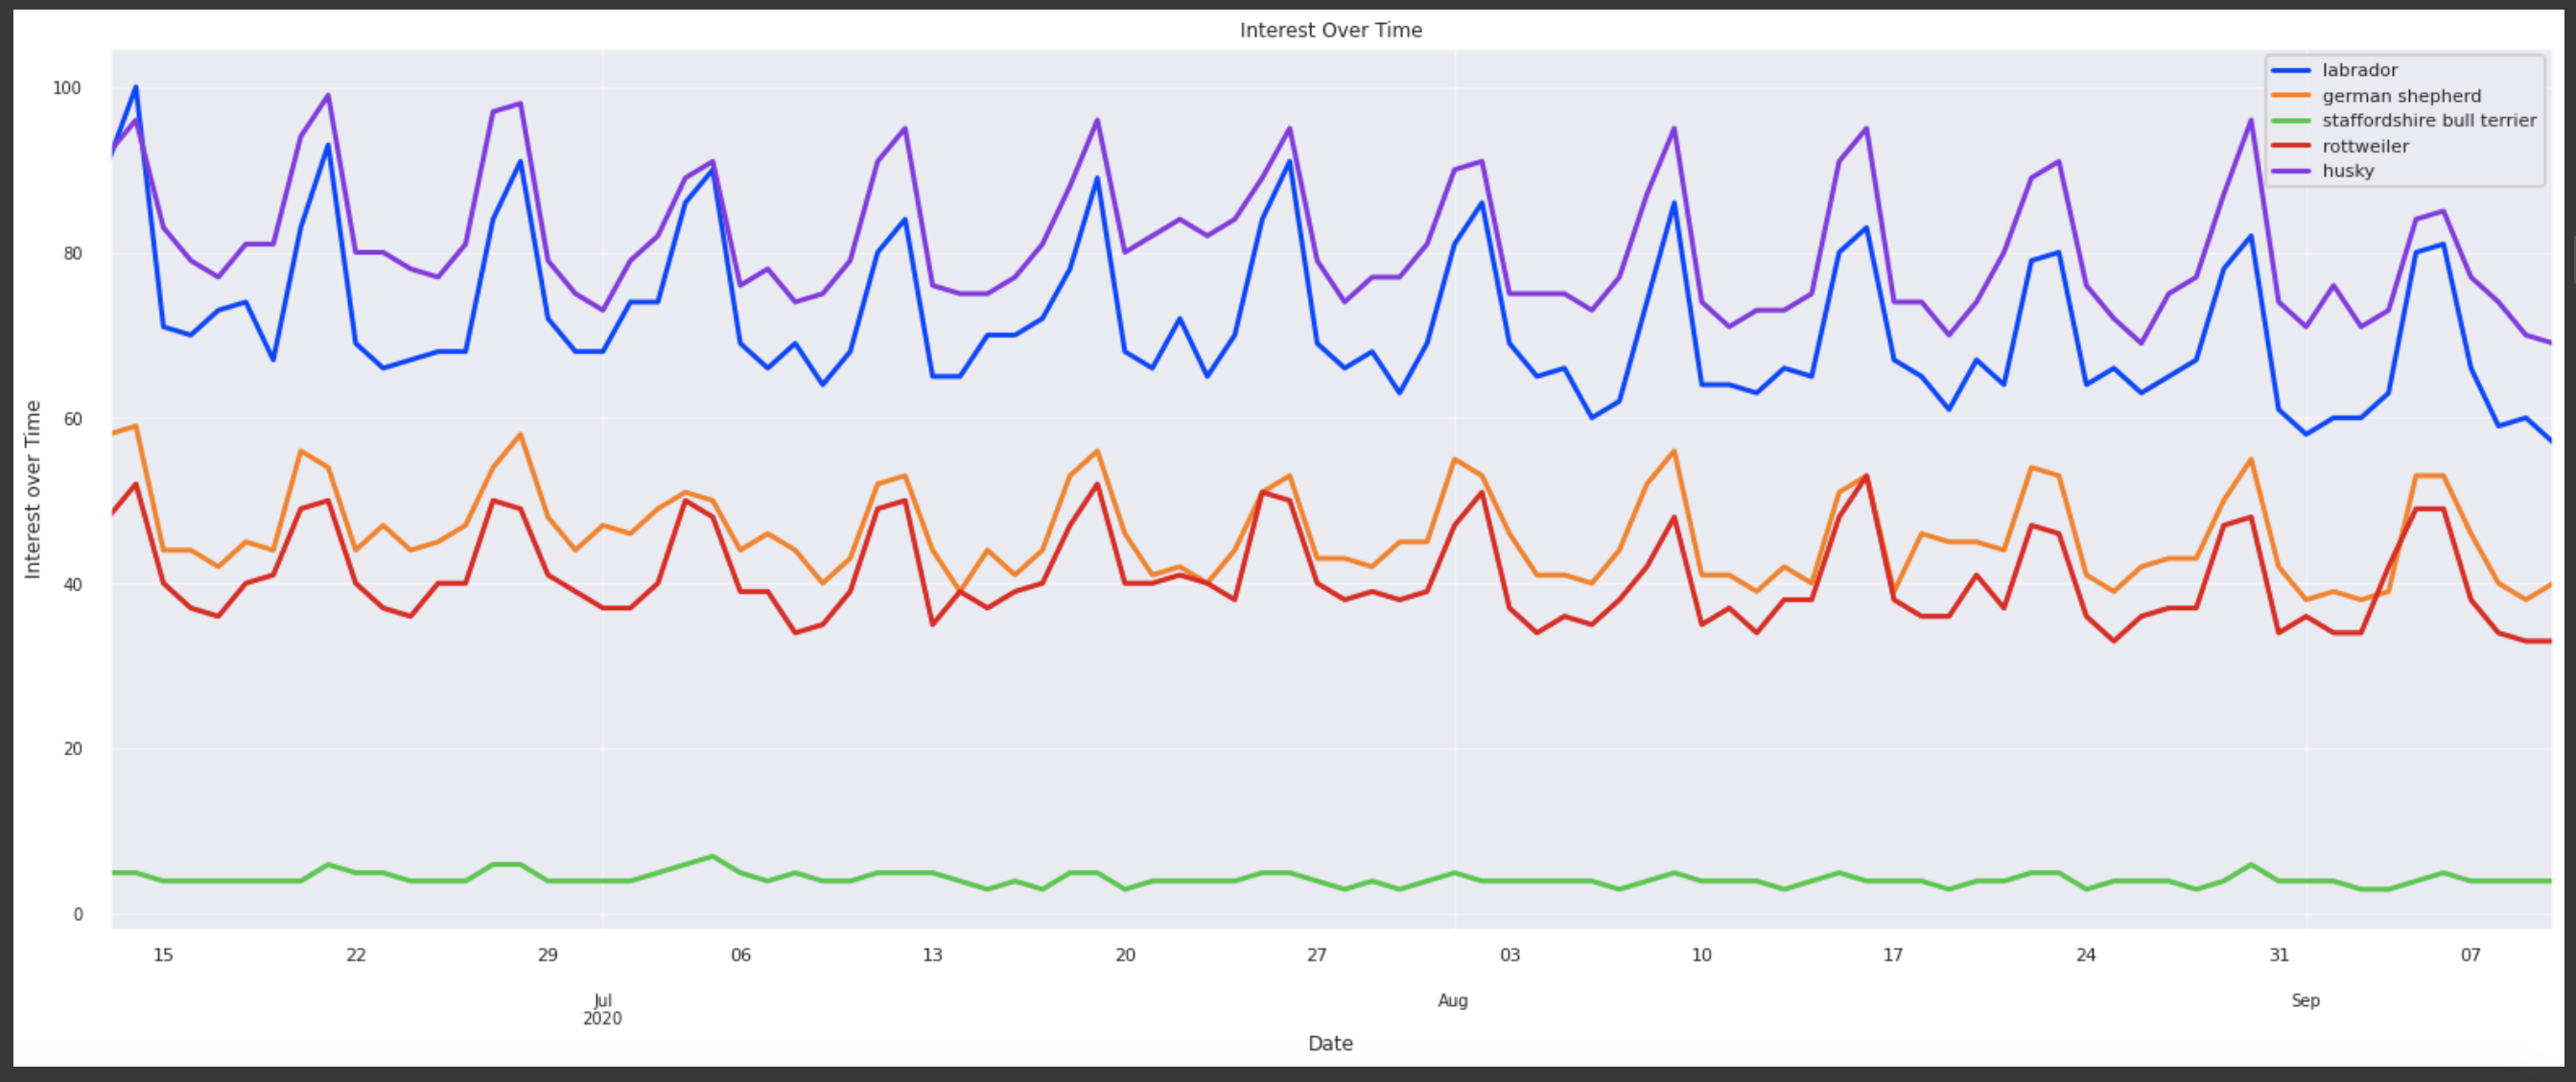 Interest Over Time
labrador
german shepherd
staffordshire bull terrier
rottweiler
husky
Interest over Time
100
80
60
40
20
0
15 22 29 06 13 20 27 03 10 17 24 31 07
Jul Aug Sep
2020
Date